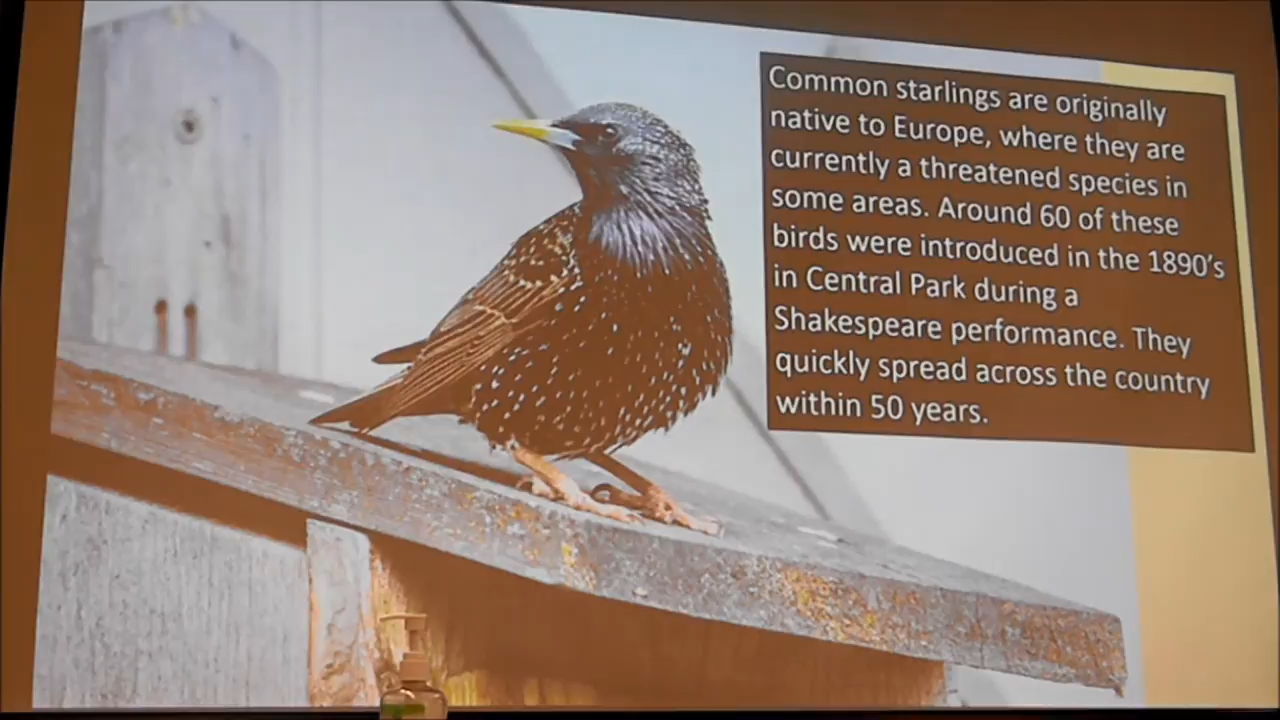 Common starlings are originally
native to Europe, where they are
currently a threatened species in
some areas. Around 60 of these
birds were introduced in the 1890's
in Central Park during a
Shakespeare performance. They
quickly spread across the country
within 50 years.